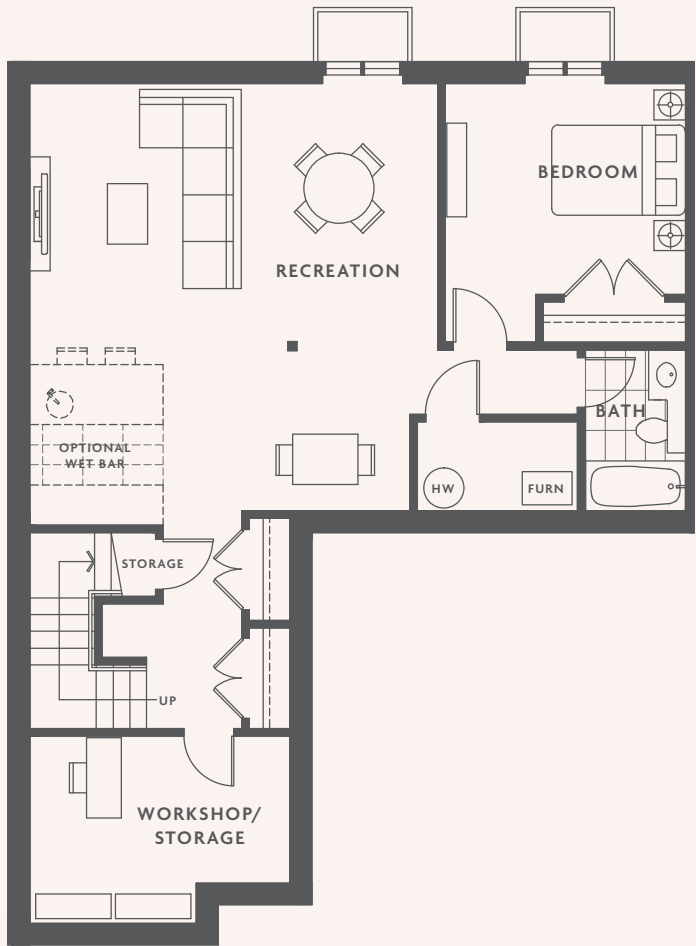 BEDROOM
RECREATION
BATH
OPTIONAL
WET BAR
HW
FURN
STORAGE
UP
WORKSHOP/
STORAGE